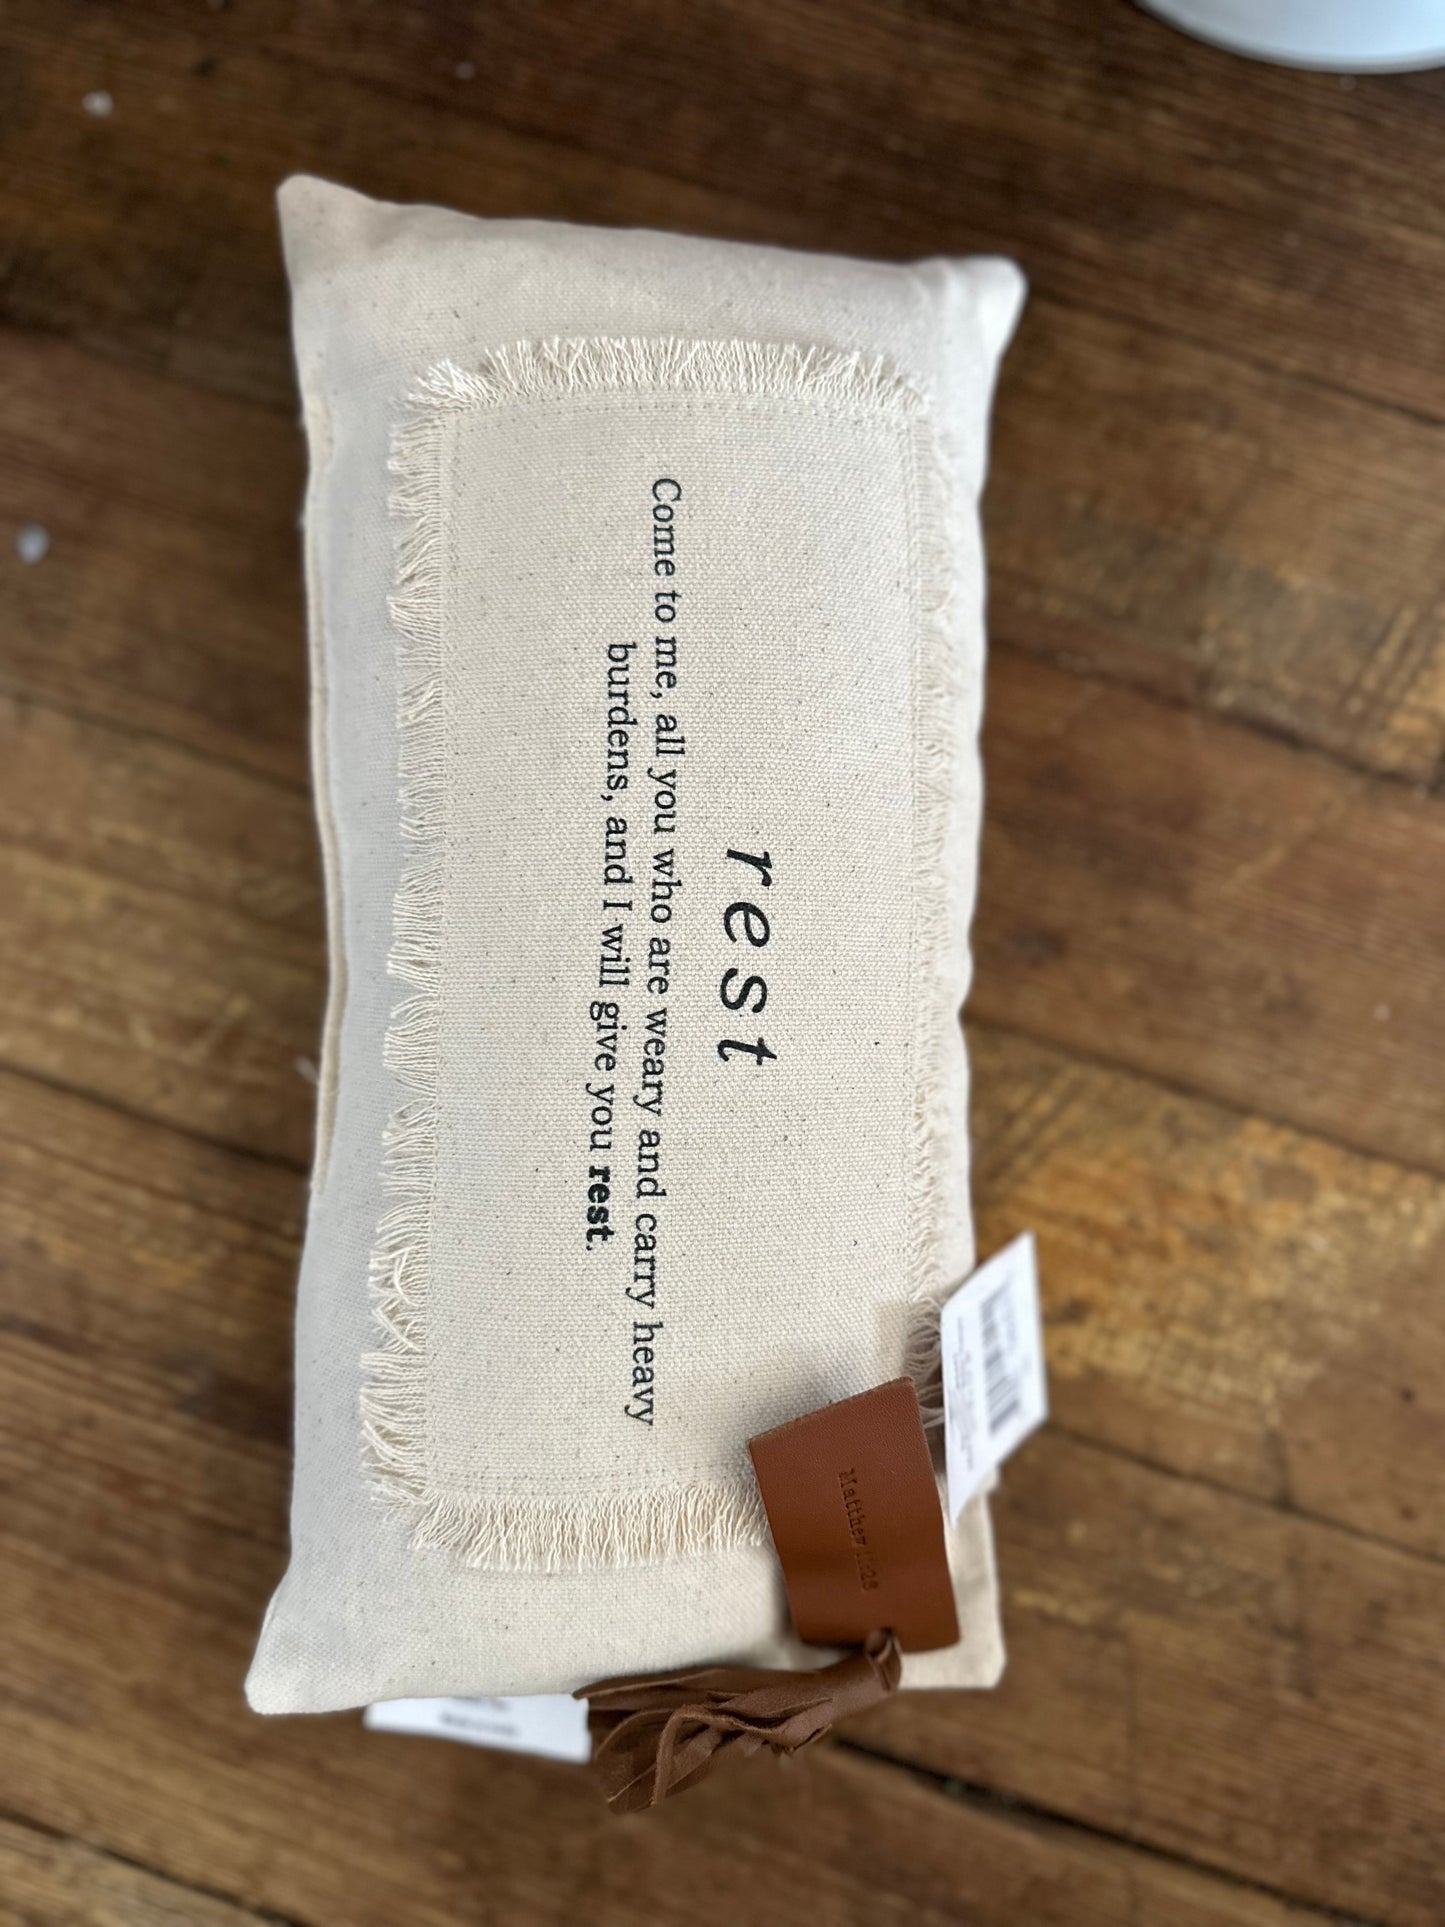 rest
Come to me, all you who are weary and carry heavy
burdens, and I will give you rest.
Matthew 11:28